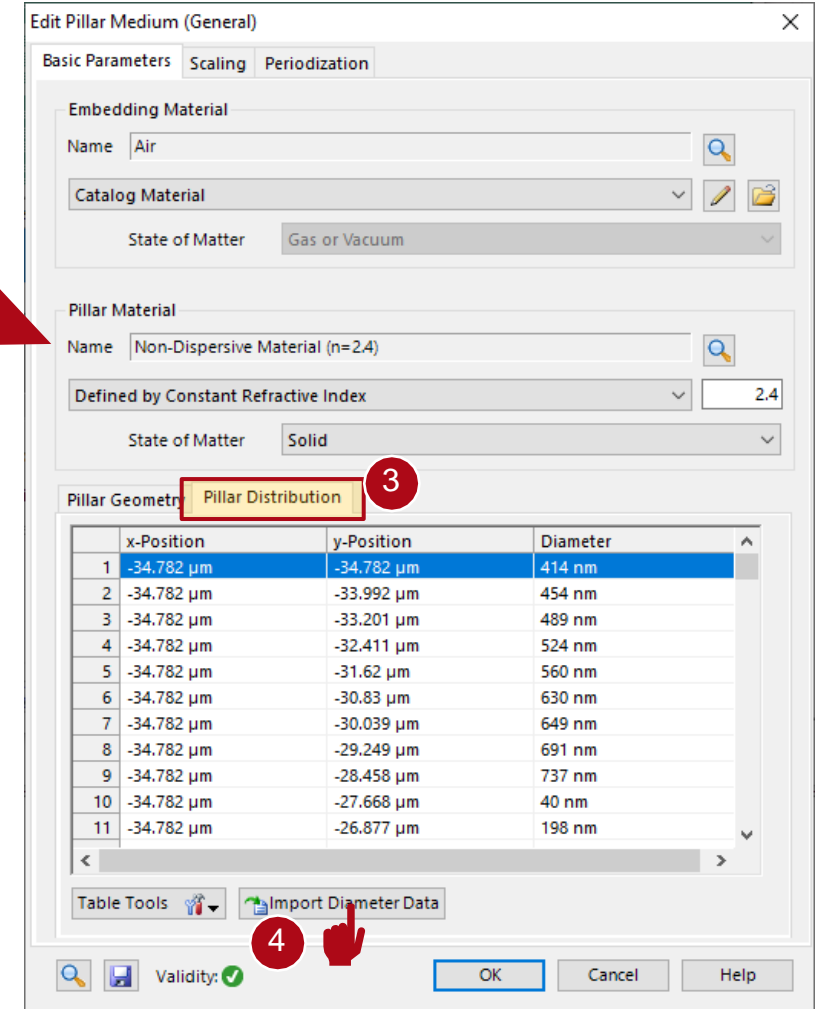 Edit Pillar Medium (General)
Basic Parameters Scaling Periodization
Embedding Material
Name Air
Catalog Material
State of Matter Gas or Vacuum
Pillar Material
Name Non-Dispersive Material (n=2.4)
Defined by Constant Refractive Index 2.4
State of Matter Solid
3
Pillar Geometry Pillar Distribution
x-Position y-Position Diameter
1 -34.782 µm -34.782 µm 414 nm
2 -34.782 µm -33.992 µm 454 nm
3 -34.782 µm -33.201 µm 489 nm
4 -34.782 µm -32.411 µm 524 nm
5 -34.782 µm -31.62 µm 560 nm
6 -34.782 µm -30.83 µm 630 nm
7 -34.782 µm -30.039 µm 649 nm
8 -34.782 µm -29.249 µm 691 nm
9 -34.782 µm -28.458 µm 737 nm
10 -34.782 µm -27.668 µm 40 nm
11 -34.782 µm -26.877 µm 198 nm
Table Tools Import Diameter Data
4
Validity: OK Cancel Help